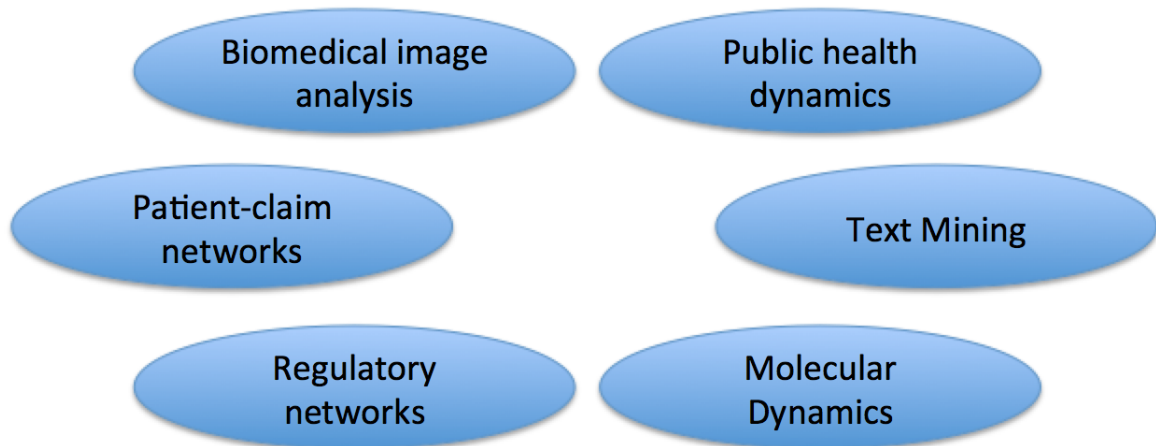 Biomedical image
analysis
Public health
dynamics
Patient-claim
networks
Text Mining
Regulatory
networks
Molecular
Dynamics